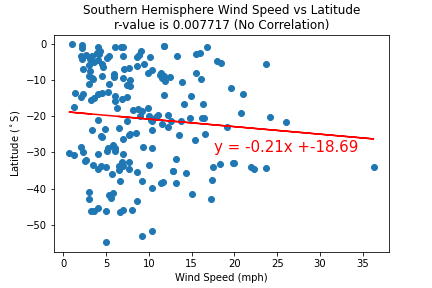 Southern Hemisphere Wind Speed vs Latitude
r-value is 0.007717 (No Correlation)
0
−10
−20
−30
−40
−50
Latitude (°S)
y = -0.21x +-18.69
0 5 10 15 20 25 30 35
Wind Speed (mph)